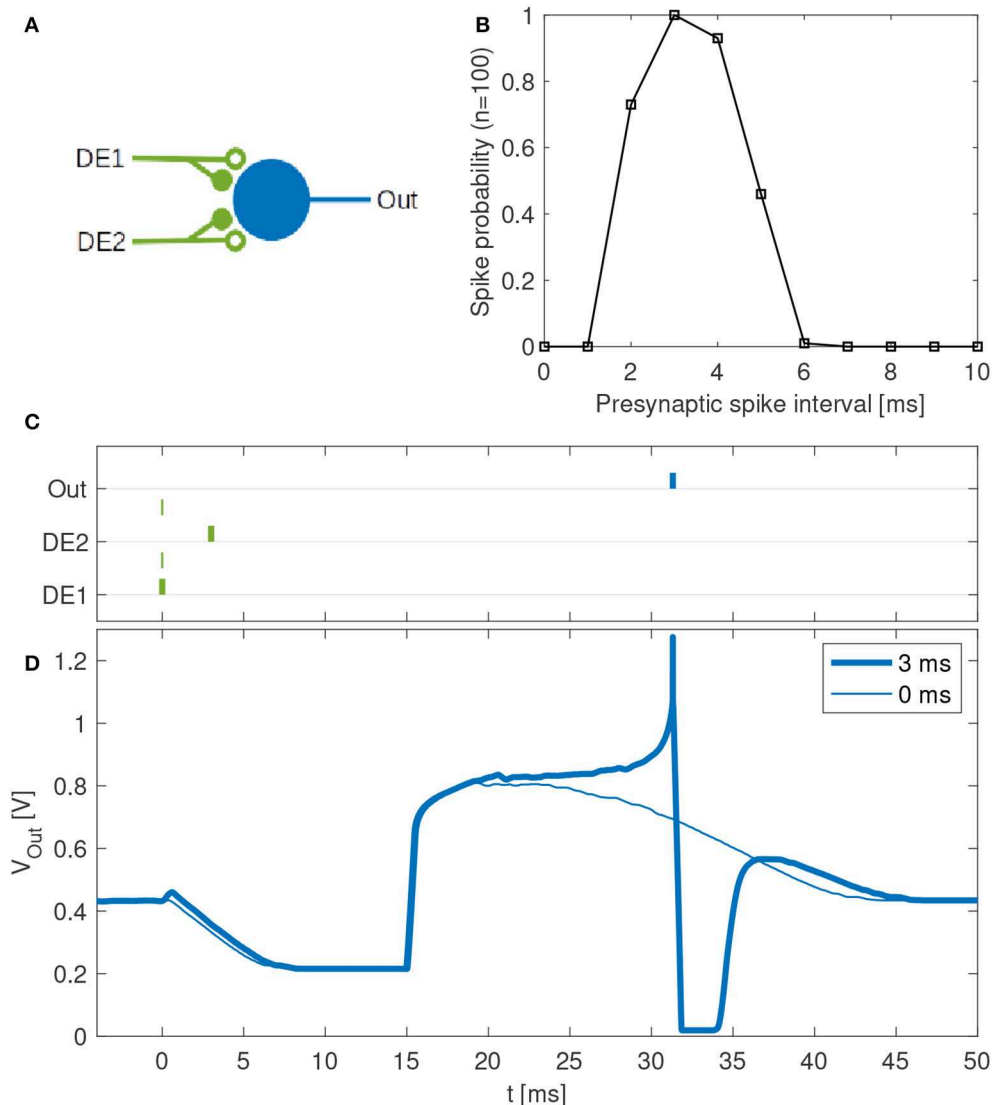 A
DE1
DE2
Out
B
Spike probability (n=100)
1
0.8
0.6
0.4
0.2
0
0 2 4 6 8 10
Presynaptic spike interval [ms]
C
Out
DE2
DE1
D
V_Out [V]
1.2
1
0.8
0.6
0.4
0.2
0
3 ms
0 ms
0 5 10 15 20 25 30 35 40 45 50
t [ms]